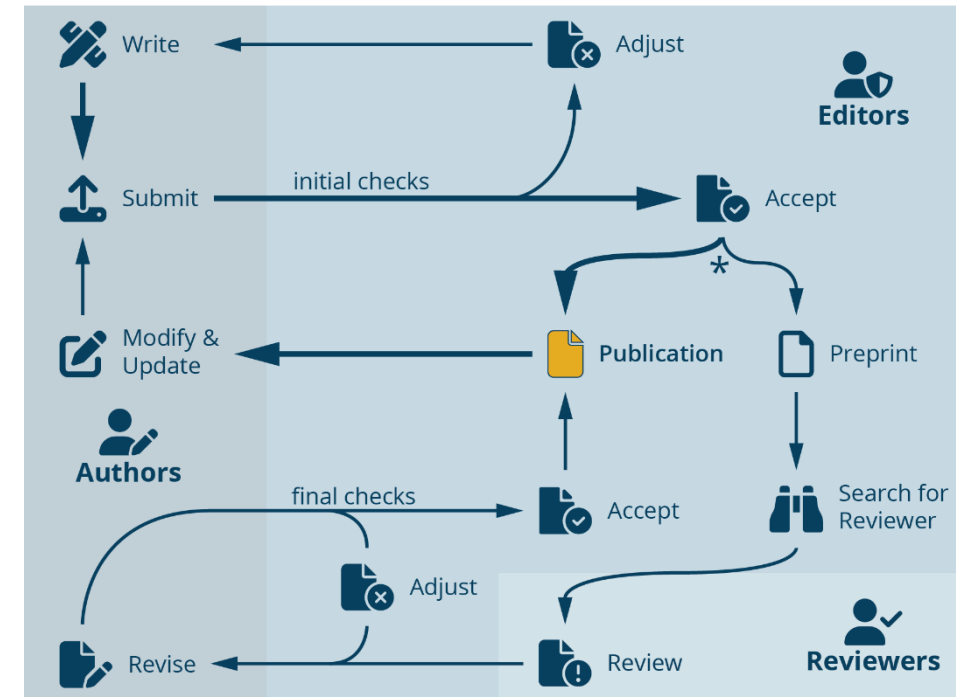 Write
Adjust
Editors
Submit
initial checks
Accept
*
Modify &
Update
Publication
Preprint
Authors
final checks
Accept
Search for
Reviewer
Adjust
Revise
Review
Reviewers